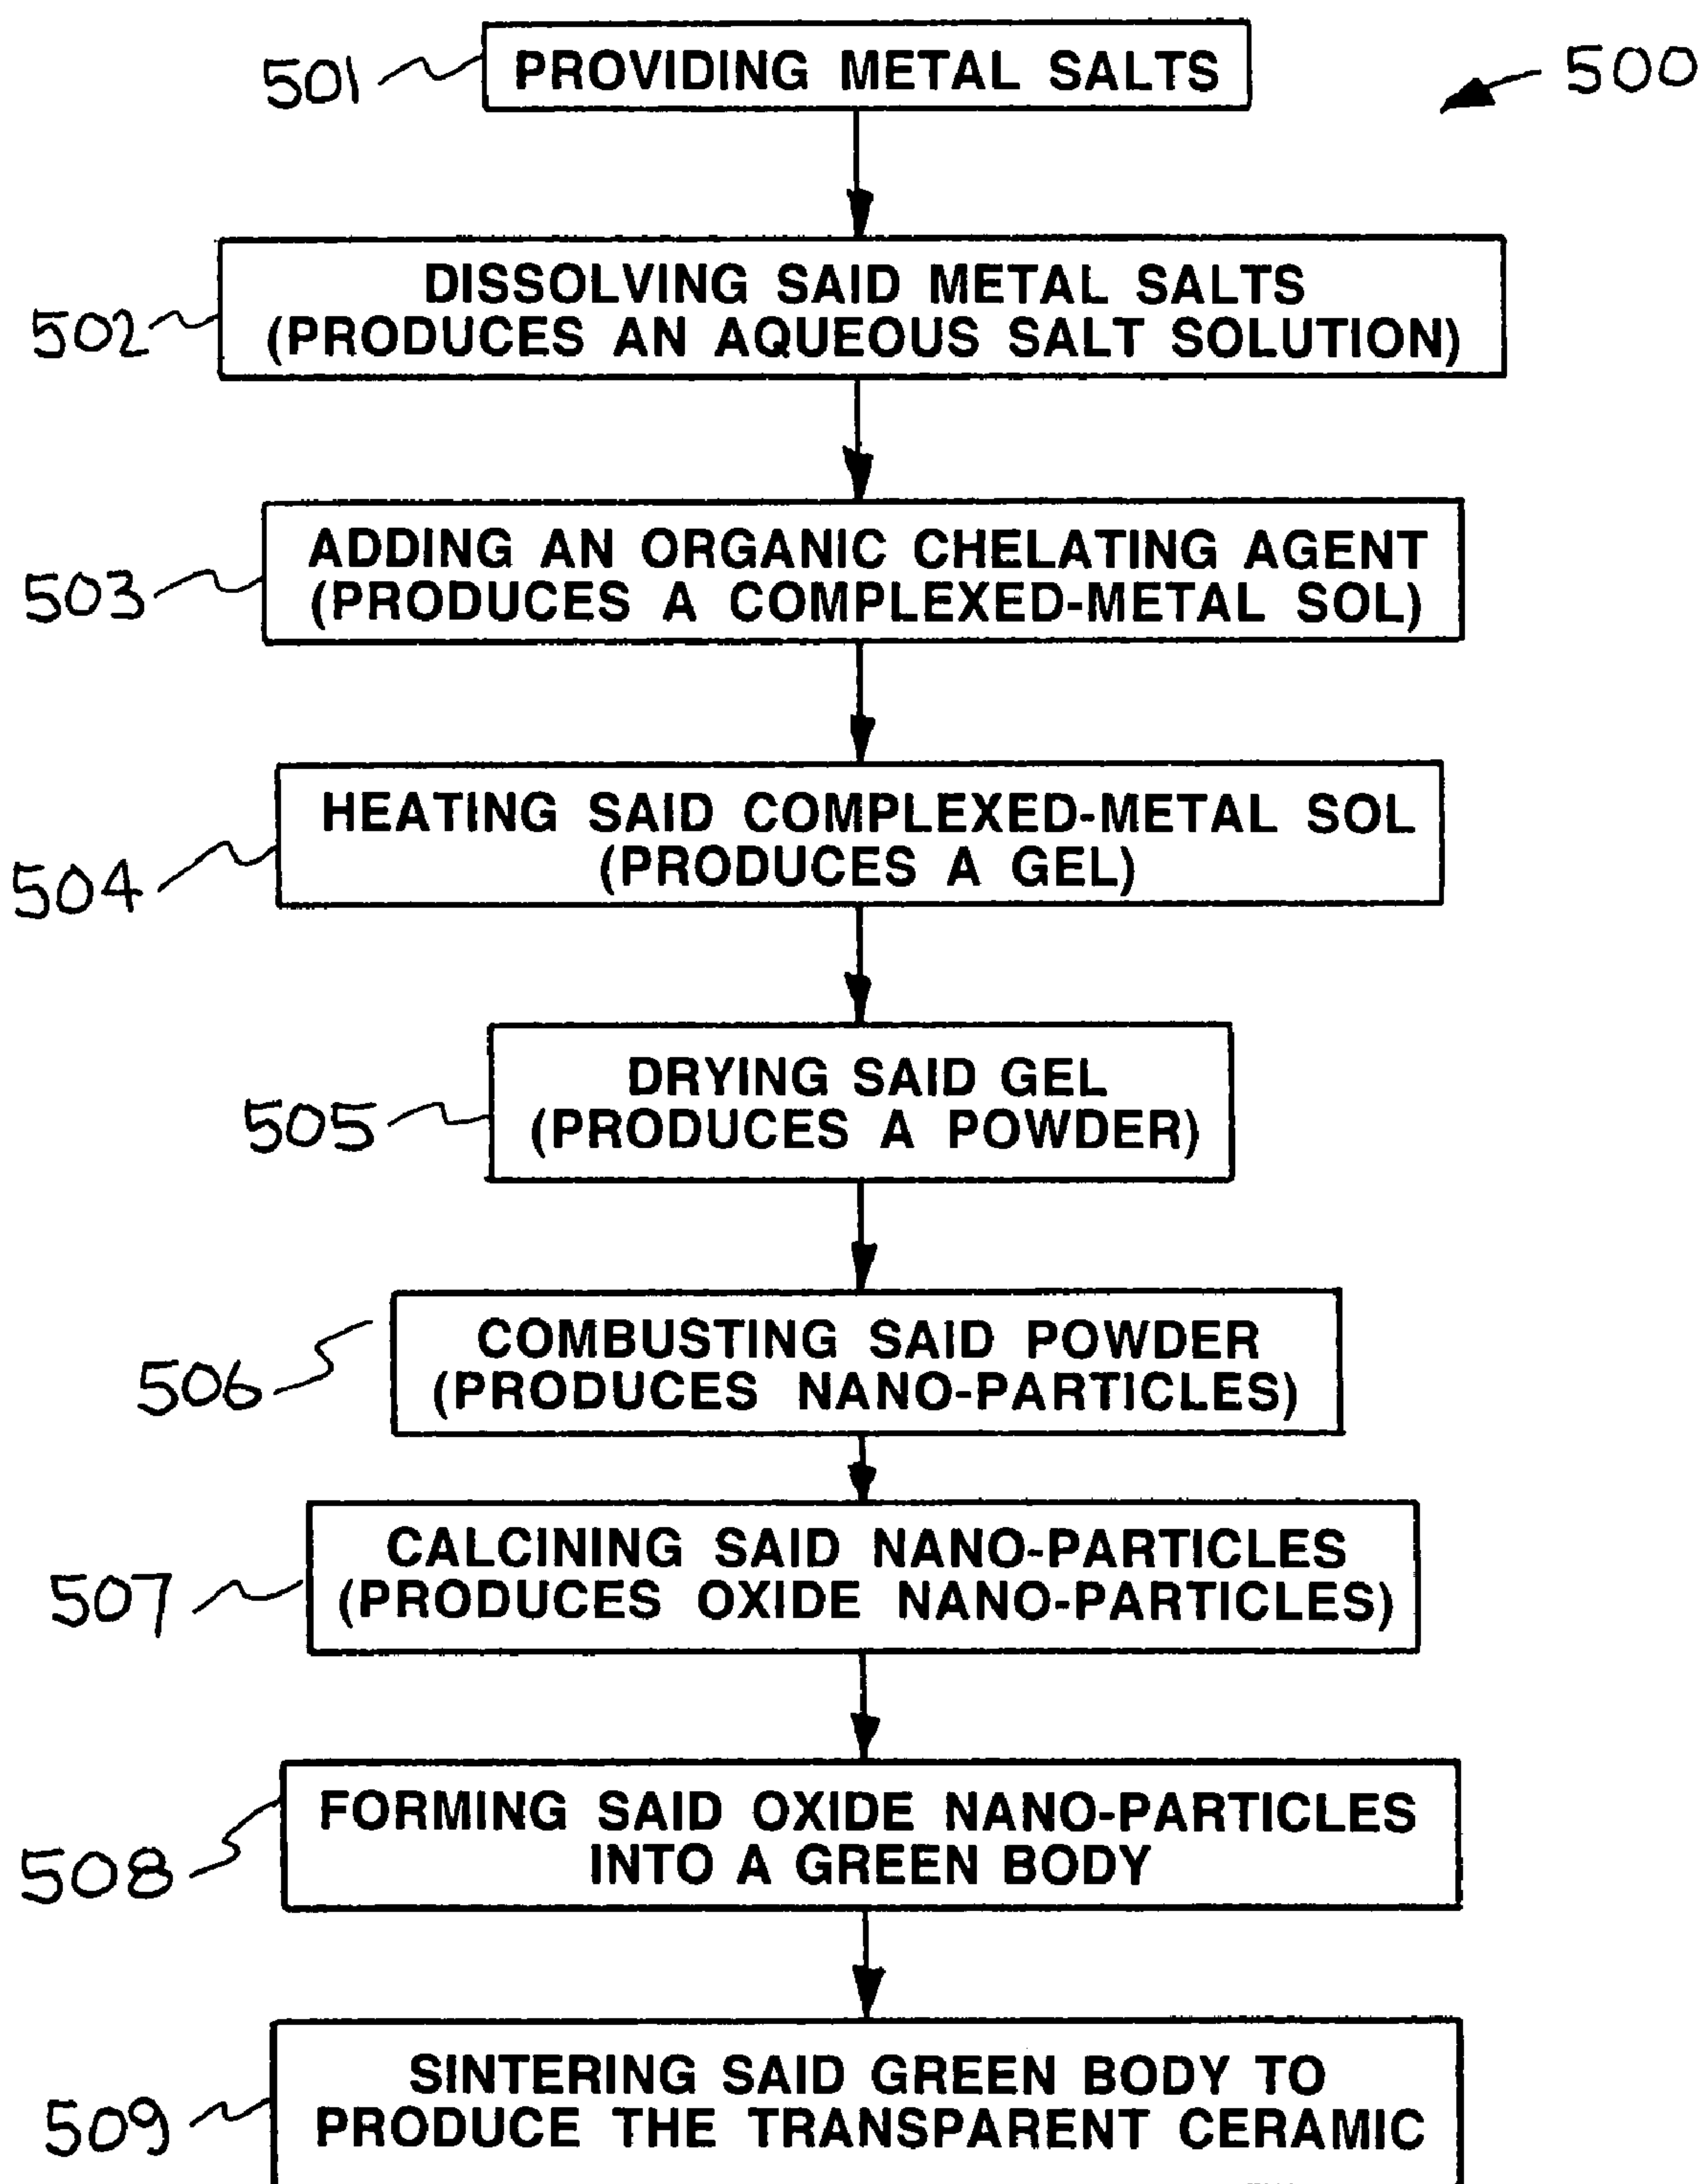 501 PROVIDING METAL SALTS 500
DISSOLVING SAID METAL SALTS
502 (PRODUCES AN AQUEOUS SALT SOLUTION)
ADDING AN ORGANIC CHELATING AGENT
503 (PRODUCES A COMPLEXED-METAL SOL)
HEATING SAID COMPLEXED-METAL SOL
504 (PRODUCES A GEL)
DRYING SAID GEL
505 (PRODUCES A POWDER)
COMBUSTING SAID POWDER
506 (PRODUCES NANO-PARTICLES)
CALCINING SAID NANO-PARTICLES
507 (PRODUCES OXIDE NANO-PARTICLES)
FORMING SAID OXIDE NANO-PARTICLES
508 INTO A GREEN BODY
SINTERING SAID GREEN BODY TO
509 PRODUCE THE TRANSPARENT CERAMIC